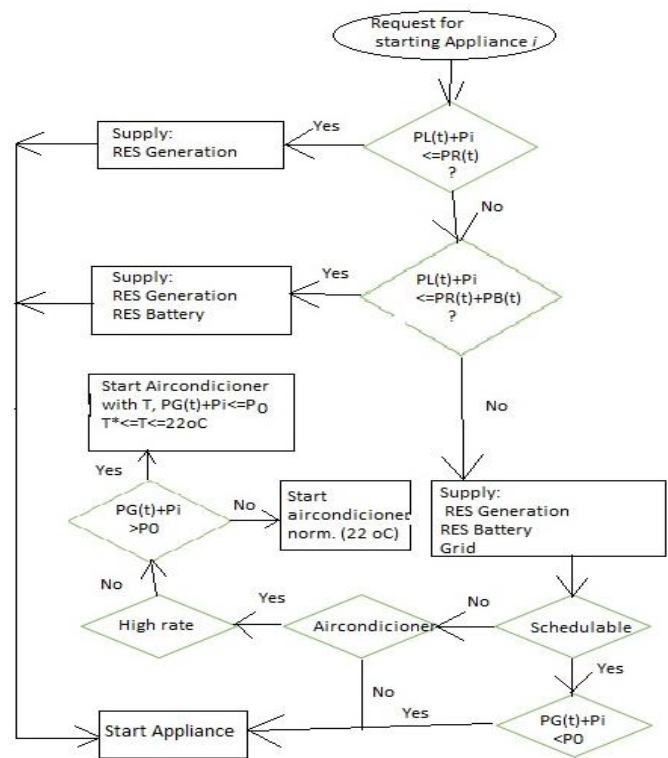 Request for
starting Appliance i
PL(t)+Pi
<=PR(t)
?
Yes
Supply:
RES Generation
No
PL(t)+Pi
<=PR(t)+PB(t)
?
Yes
Supply:
RES Generation
RES Battery
No
Start Aircondicioner
with T, PG(t)+Pi<=P0
T*<=T<=22oC
Yes
PG(t)+Pi
>P0
No
Start
aircondicioner
norm. (22 oC)
Supply:
RES Generation
RES Battery
Grid
No
High rate
Yes
Aircondicioner
No
Schedulable
Yes
No
Start Appliance
Yes
PG(t)+Pi
<P0